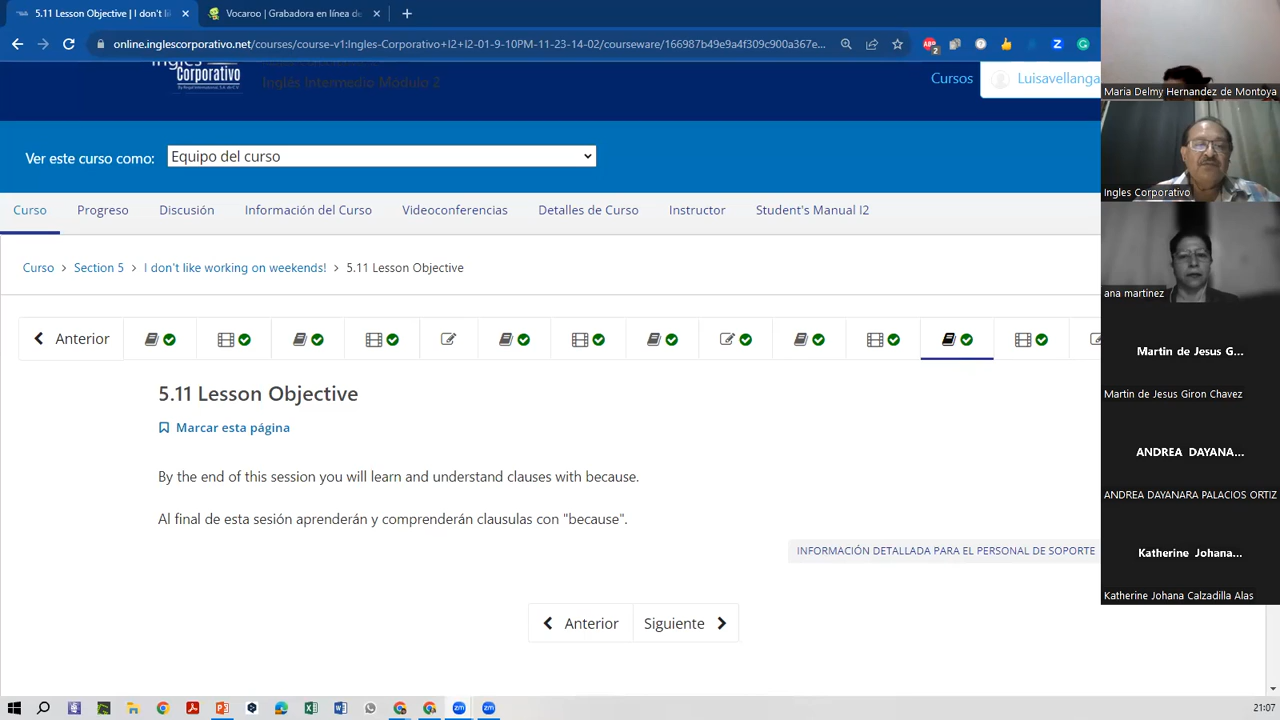 5.11 Lesson Objective | I don't li
Vocaroo | Grabadora en línea de
online.inglescorporativo.net/courses/course-v1:Ingles-Corporativo+I2+I2-01-9-10PM-11-23-14-02/courseware/166987b49e9a4f309c900a367e...
2
Corporativo
Inglés Intermedio Módulo 2
Cursos
Luisavellanga
Ver este curso como:
Equipo del curso
Curso
Progreso
Discusión
Información del Curso
Videoconferencias
Detalles de Curso
Instructor
Student's Manual I2
Curso > Section 5 > I don't like working on weekends! > 5.11 Lesson Objective
Anterior
5.11 Lesson Objective
Marcar esta página
By the end of this session you will learn and understand clauses with because.
Al final de esta sesión aprenderán y comprenderán clausulas con "because".
INFORMACIÓN DETALLADA PARA EL PERSONAL DE SOPORTE
Anterior
Siguiente
Maria Delmy Hernandez de Montoya
Ingles Corporativo
ana martinez
Martin de Jesus G...
Martin de Jesus Giron Chavez
ANDREA DAYANA...
ANDREA DAYANARA PALACIOS ORTIZ
Katherine Johana...
Katherine Johana Calzadilla Alas
21:07